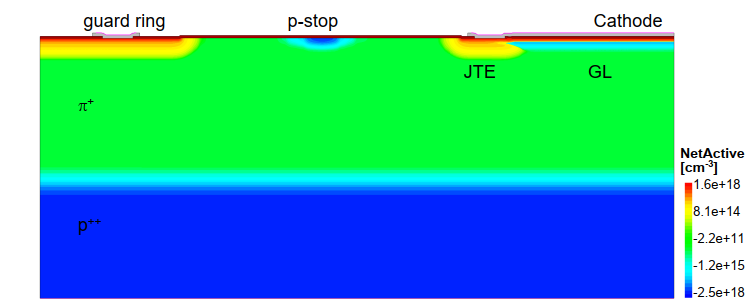 guard ring p-stop Cathode
JTE GL
π⁺
p⁺⁺
NetActive
[cm⁻³]
1.6e+18
8.1e+14
-2.2e+11
-1.2e+15
-2.5e+18